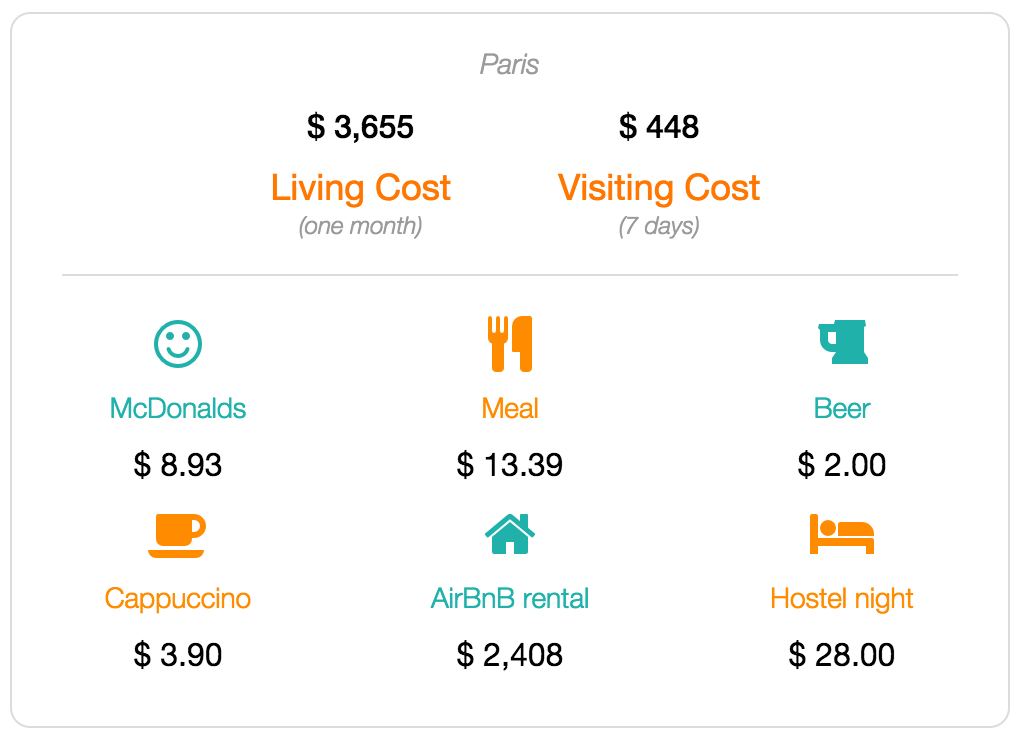 Paris
$ 3,655 $ 448
Living Cost Visiting Cost
(one month) (7 days)
McDonalds Meal Beer
$ 8.93 $ 13.39 $ 2.00
Cappuccino AirBnB rental Hostel night
$ 3.90 $ 2,408 $ 28.00